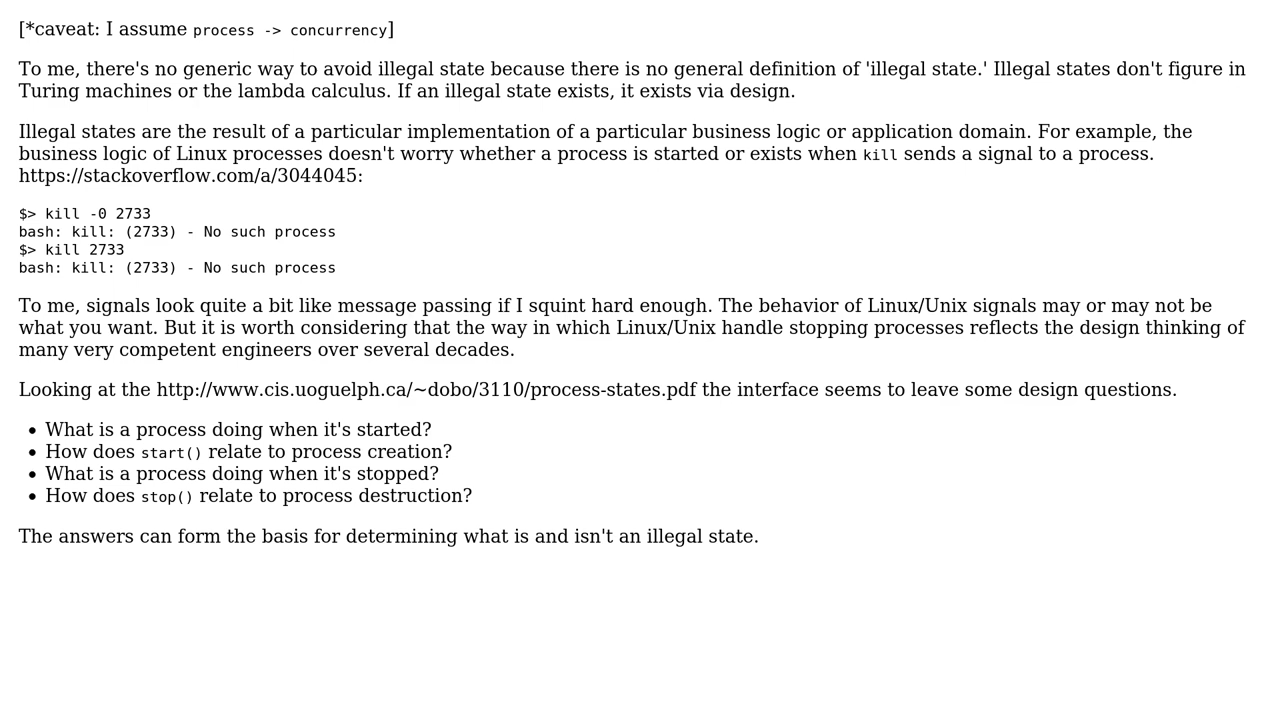 [*caveat: I assume process -> concurrency]
To me, there's no generic way to avoid illegal state because there is no general definition of 'illegal state.' Illegal states don't figure in
Turing machines or the lambda calculus. If an illegal state exists, it exists via design.
Illegal states are the result of a particular implementation of a particular business logic or application domain. For example, the
business logic of Linux processes doesn't worry whether a process is started or exists when kill sends a signal to a process.
https://stackoverflow.com/a/3044045:
$> kill -0 2733
bash: kill: (2733) - No such process
$> kill 2733
bash: kill: (2733) - No such process
To me, signals look quite a bit like message passing if I squint hard enough. The behavior of Linux/Unix signals may or may not be
what you want. But it is worth considering that the way in which Linux/Unix handle stopping processes reflects the design thinking of
many very competent engineers over several decades.
Looking at the http://www.cis.uoguelph.ca/~dobo/3110/process-states.pdf the interface seems to leave some design questions.
• What is a process doing when it's started?
• How does start() relate to process creation?
• What is a process doing when it's stopped?
• How does stop() relate to process destruction?
The answers can form the basis for determining what is and isn't an illegal state.